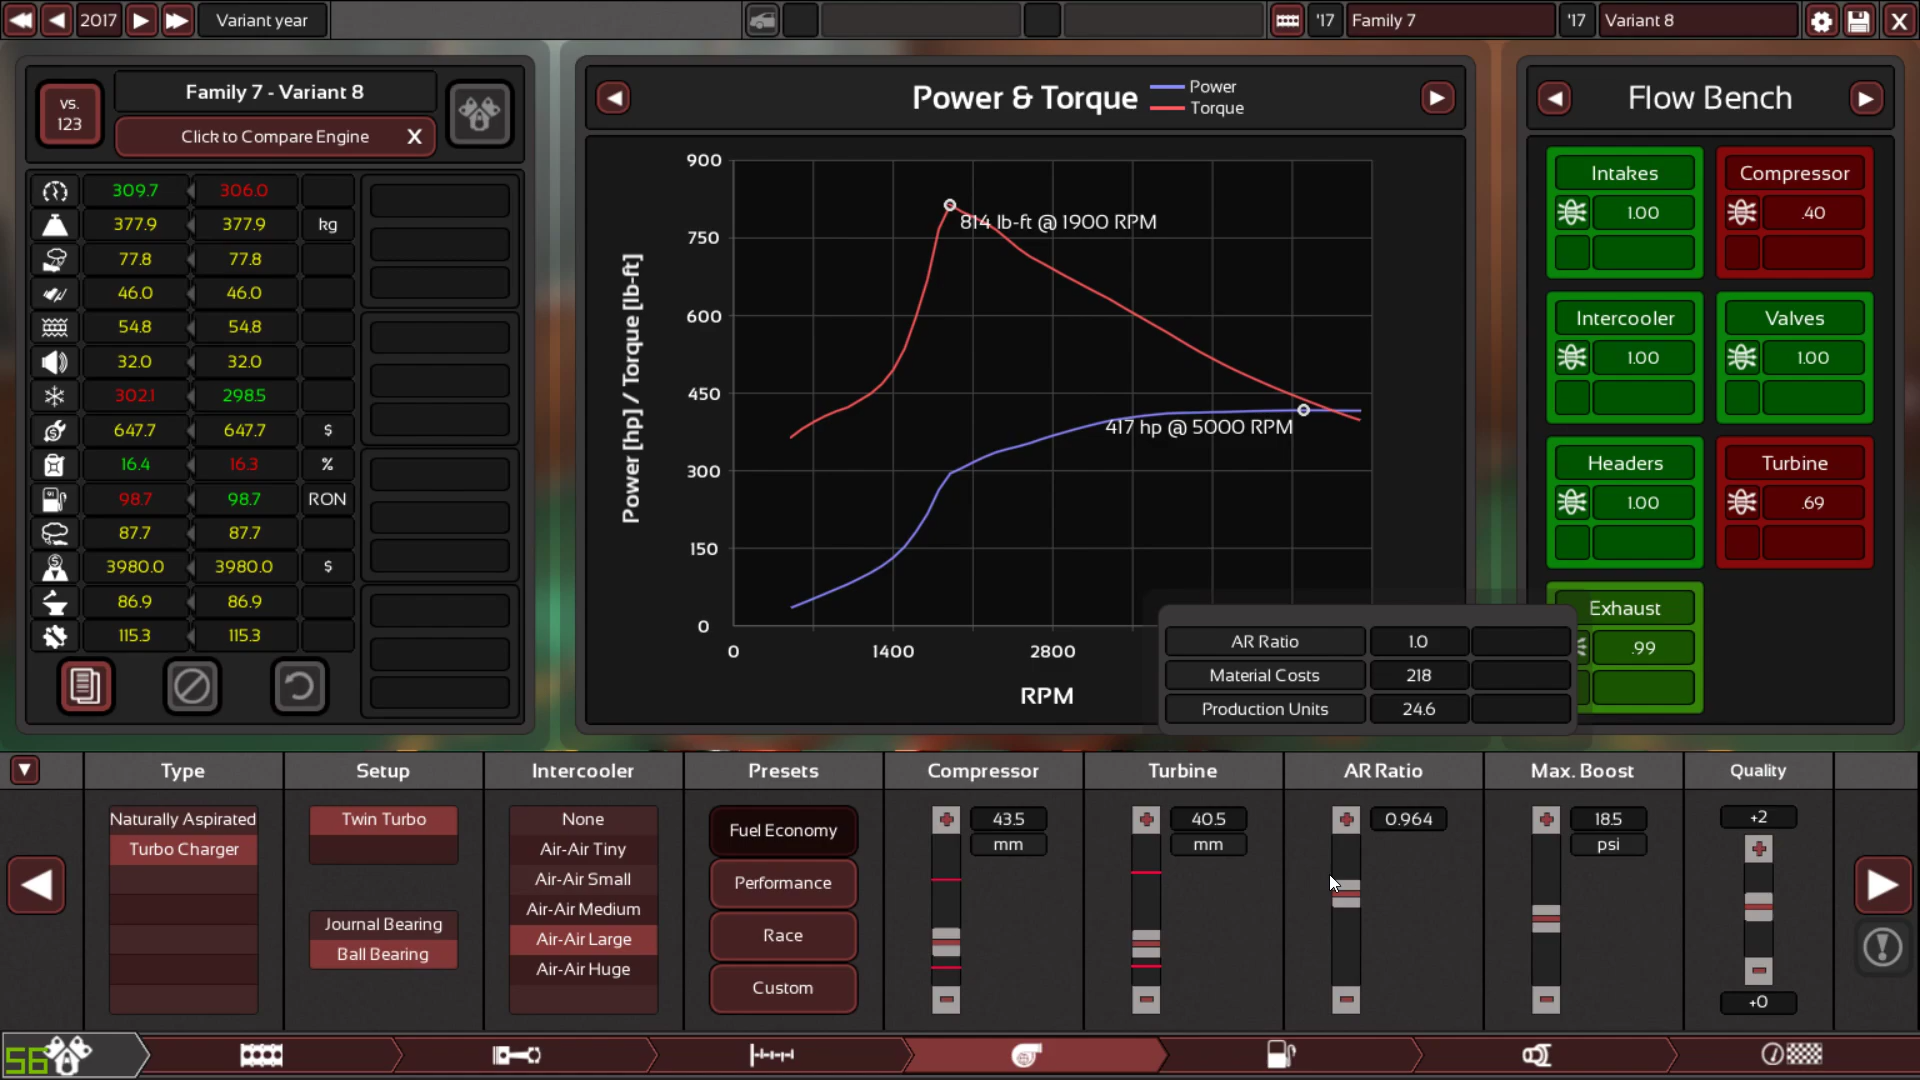 2017
Variant year
'17
Family 7
'17
Variant 8
vs.
123
Family 7 - Variant 8
Click to Compare Engine X
309.7 306.0
377.9 377.9 kg
77.8 77.8
46.0 46.0
54.8 54.8
32.0 32.0
302.1 298.5
647.7 647.7 $
16.4 16.3 %
98.7 98.7 RON
87.7 87.7
3980.0 3980.0 $
86.9 86.9
115.3 115.3
Power & Torque
Power
Torque
Power [hp] / Torque [lb-ft]
900
750
600
450
300
150
0
814 lb-ft @ 1900 RPM
417 hp @ 5000 RPM
0 1400 2800
RPM
AR Ratio 1.0
Material Costs 218
Production Units 24.6
Flow Bench
Intakes
1.00
Compressor
.40
Intercooler
1.00
Valves
1.00
Headers
1.00
Turbine
.69
Exhaust
.99
Type
Naturally Aspirated
Turbo Charger
Setup
Twin Turbo
Journal Bearing
Ball Bearing
Intercooler
None
Air-Air Tiny
Air-Air Small
Air-Air Medium
Air-Air Large
Air-Air Huge
Presets
Fuel Economy
Performance
Race
Custom
Compressor
43.5
mm
Turbine
40.5
mm
AR Ratio
0.964
Max. Boost
18.5
psi
Quality
+2
+0
56